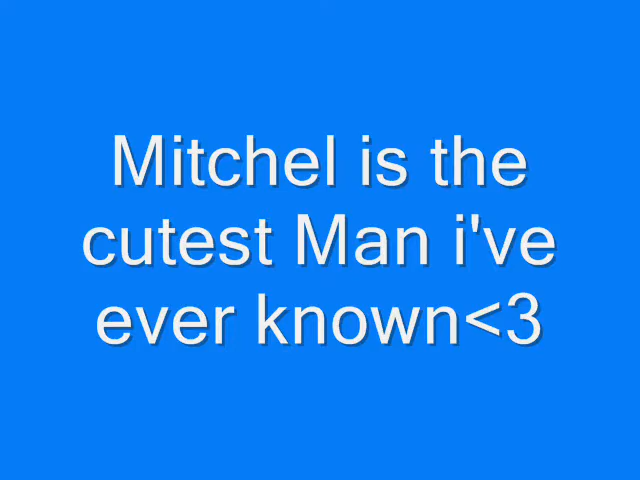 Mitchel is the
cutest Man i've
ever known<3